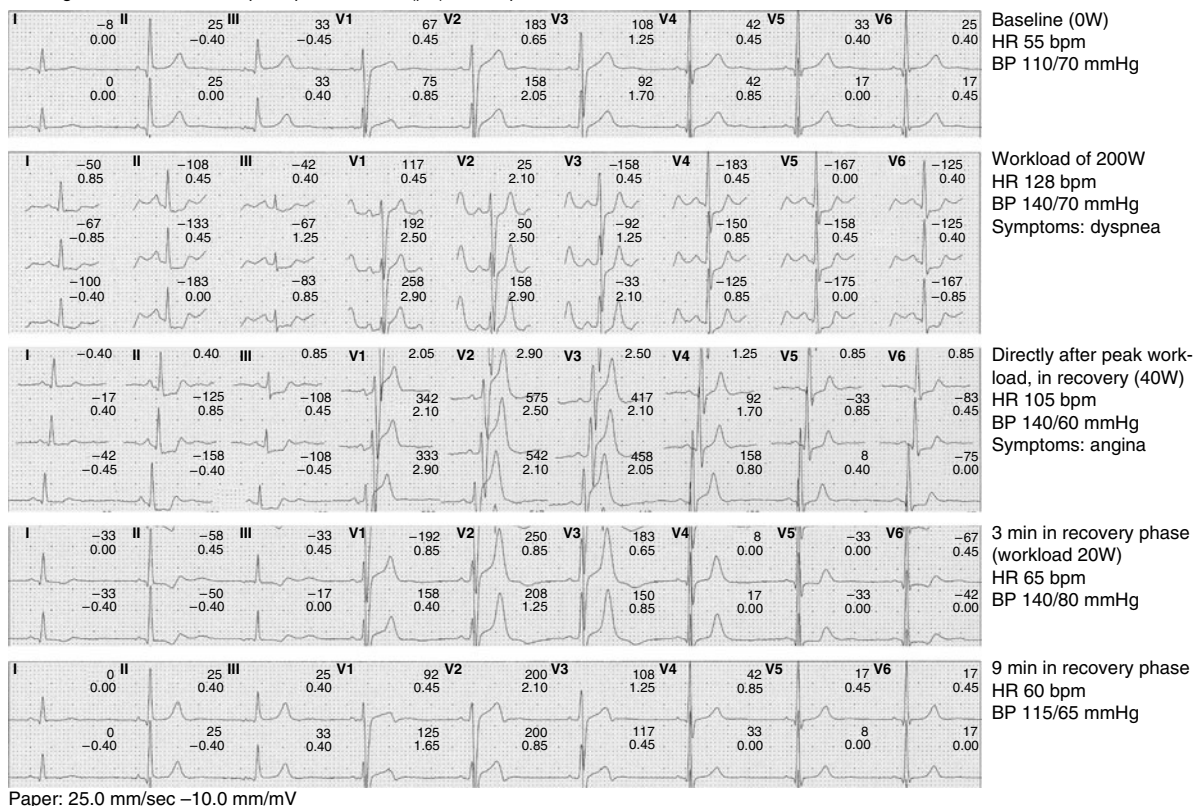 I −8 II 25 III 33 V1 67 V2 183 V3 108 V4 42 V5 33 V6 25
0.00 −0.40 −0.45 0.45 0.65 1.25 0.45 0.40 0.40
0 25 33 75 158 92 42 17 17
0.00 0.00 0.40 0.85 2.05 1.70 0.85 0.00 0.45
Baseline (0W)
HR 55 bpm
BP 110/70 mmHg
I −50 II −108 III −42 V1 117 V2 25 V3 −158 V4 −183 V5 −167 V6 −125
0.85 0.45 0.40 0.45 2.10 0.45 0.45 0.00 0.40
−67 −133 −67 192 50 −92 −150 −158 −125
−0.85 0.45 1.25 2.50 2.50 1.25 0.85 0.45 0.40
−100 −183 −83 258 158 −33 −125 −175 −167
−0.40 0.00 0.85 2.90 2.90 2.10 0.85 0.00 −0.85
Workload of 200W
HR 128 bpm
BP 140/70 mmHg
Symptoms: dyspnea
I −0.40 II 0.40 III 0.85 V1 2.05 V2 2.90 V3 2.50 V4 1.25 V5 0.85 V6 0.85
−17 −125 −108 342 575 417 92 −33 −83
0.40 0.85 0.45 2.10 2.50 2.10 1.70 0.85 0.45
−42 −158 −108 333 542 458 158 8 −75
−0.45 −0.40 −0.45 2.90 2.10 2.05 0.80 0.40 0.00
Directly after peak work-
load, in recovery (40W)
HR 105 bpm
BP 140/60 mmHg
Symptoms: angina
I −33 II −58 III −33 V1 −192 V2 250 V3 183 V4 8 V5 −33 V6 −67
0.00 0.45 0.45 0.85 0.85 0.65 0.00 0.00 0.45
−33 −50 −17 158 208 150 17 −33 −42
−0.40 −0.40 0.00 0.40 1.25 0.85 0.00 0.00 0.00
3 min in recovery phase
(workload 20W)
HR 65 bpm
BP 140/80 mmHg
I 0 II 25 III 25 V1 92 V2 200 V3 108 V4 42 V5 17 V6 17
0.00 0.40 0.40 0.45 2.10 1.25 0.85 0.45 0.45
0 25 33 125 200 117 33 8 17
−0.40 −0.40 0.40 1.65 0.85 0.45 0.00 0.00 0.00
9 min in recovery phase
HR 60 bpm
BP 115/65 mmHg
Paper: 25.0 mm/sec −10.0 mm/mV